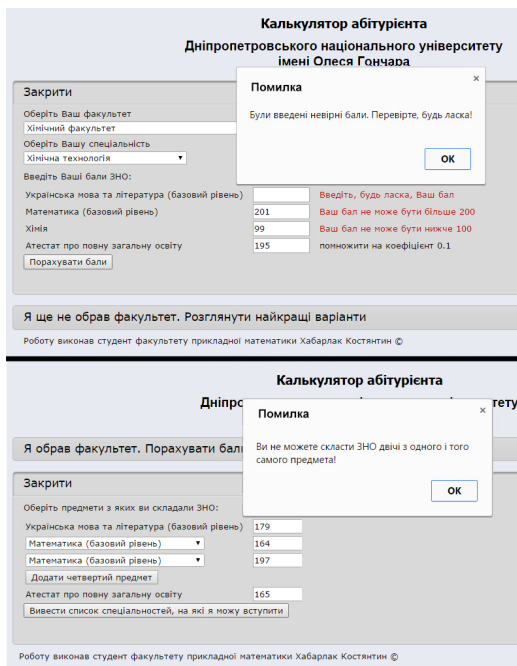 Калькулятор абітурієнта
Дніпропетровського національного університету
імені Олеся Гончара
Помилка
×
Були введені невірні бали. Перевірте, будь ласка!
ОК
Закрити
Оберіть Ваш факультет
Хімічний факультет
Оберіть Вашу спеціальність
Хімічна технологія
Введіть Ваші бали ЗНО:
Українська мова та література (базовий рівень) Введіть, будь ласка, Ваш бал
Математика (базовий рівень) 201 Ваш бал не може бути більше 200
Хімія 99 Ваш бал не може бути нижче 100
Атестат про повну загальну освіту 195 помножити на коефіцієнт 0.1
Порахувати бали
Я ще не обрав факультет. Розглянути найкращі варіанти
Роботу виконав студент факультету прикладної математики Хабарлак Костянтин ©
Калькулятор абітурієнта
Дніпро
тету
Помилка
×
Ви не можете скласти ЗНО двічі з одного і того
самого предмета!
ОК
Я обрав факультет. Порахувати бали
Закрити
Оберіть предмети з яких ви складали ЗНО:
Українська мова та література (базовий рівень) 179
Математика (базовий рівень) 164
Математика (базовий рівень) 197
Додати четвертий предмет
Атестат про повну загальну освіту 165
Вивести список спеціальностей, на які я можу вступити
Роботу виконав студент факультету прикладної математики Хабарлак Костянтин ©